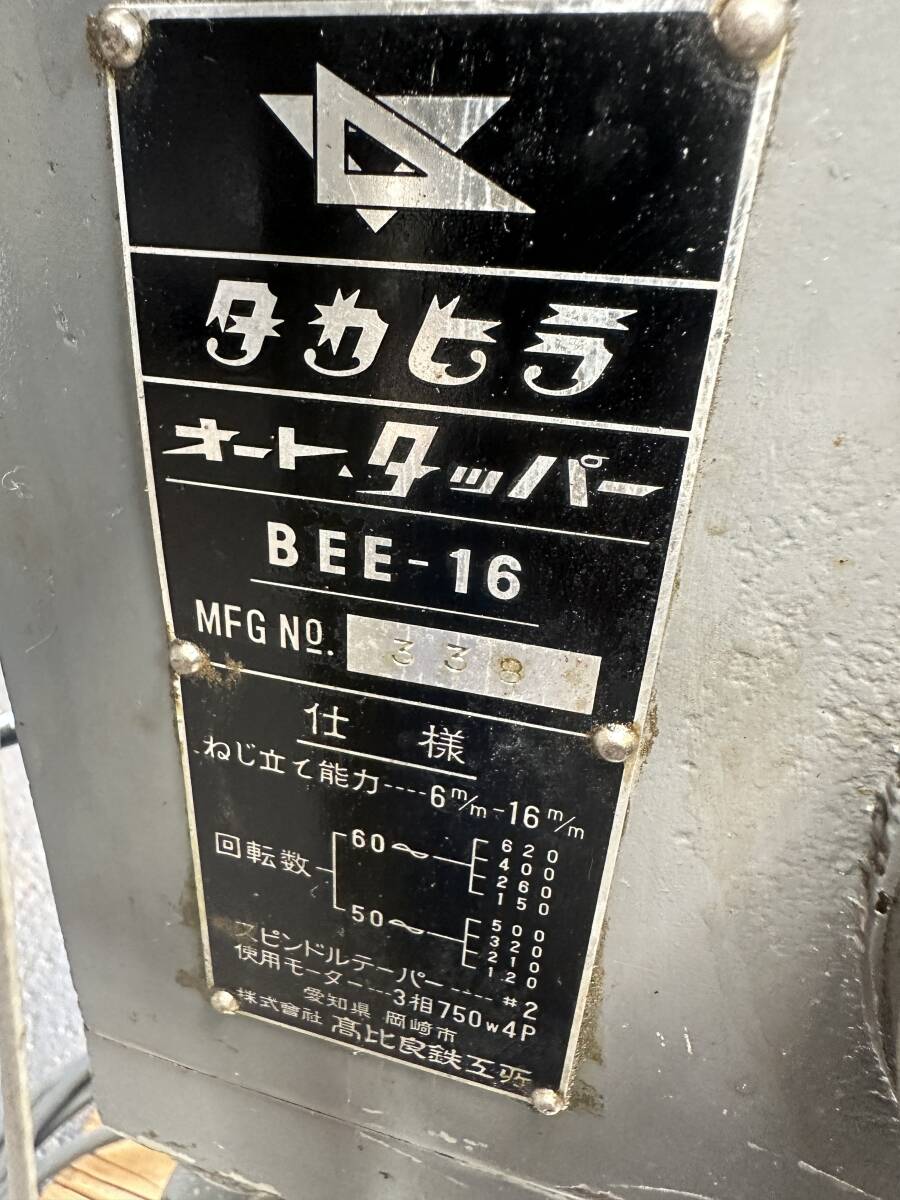 タカヒラ
オート、タッパー
BEE-16
MFG No. 338
仕様
ねじ立て能力----6m/m-16m/m
回転数
60～
620
400
260
150
50～
500
320
210
120
スピンドルテーパー----#2
使用モーター---3相750w4P
愛知県 岡崎市
株式會社 髙比良鉄工所